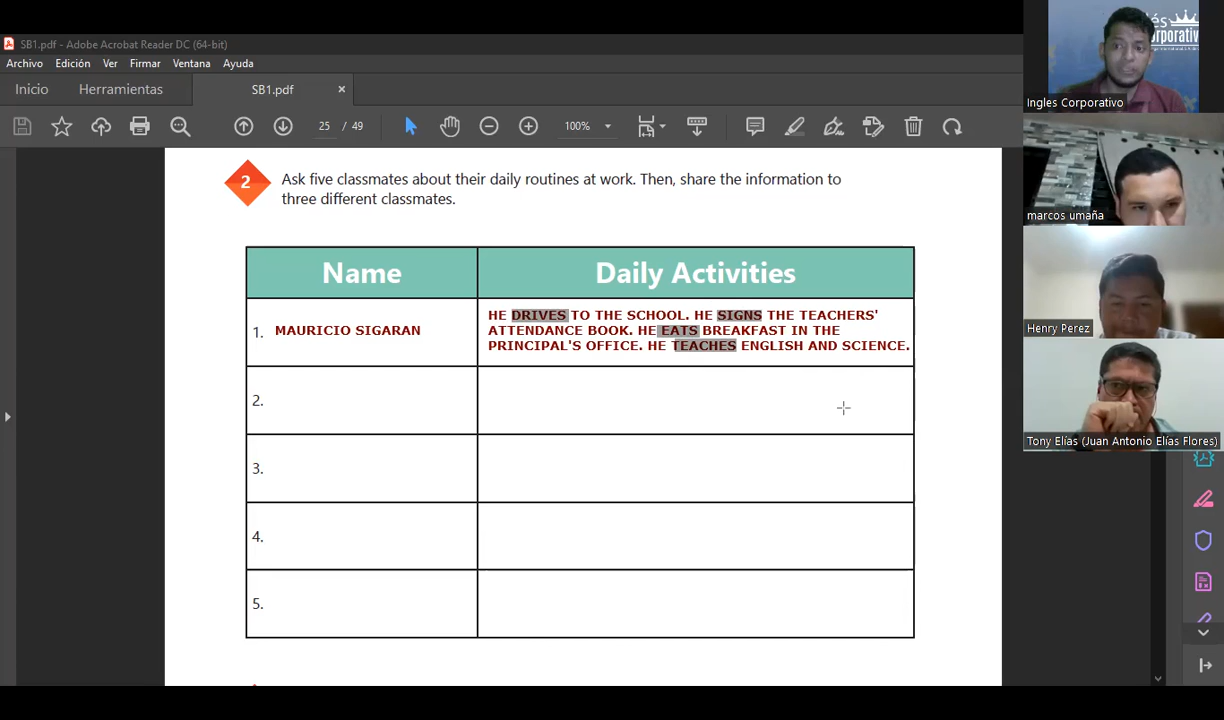 SB1.pdf - Adobe Acrobat Reader DC (64-bit)
Archivo Edición Ver Firmar Ventana Ayuda
Inicio Herramientas SB1.pdf ×
25 / 49 100%
2 Ask five classmates about their daily routines at work. Then, share the information to
three different classmates.
Name Daily Activities
1. MAURICIO SIGARAN
HE DRIVES TO THE SCHOOL. HE SIGNS THE TEACHERS'
ATTENDANCE BOOK. HE EATS BREAKFAST IN THE
PRINCIPAL'S OFFICE. HE TEACHES ENGLISH AND SCIENCE.
2.
3.
4.
5.
Ingles Corporativo
marcos umaña
Henry Perez
Tony Elías (Juan Antonio Elías Flores)